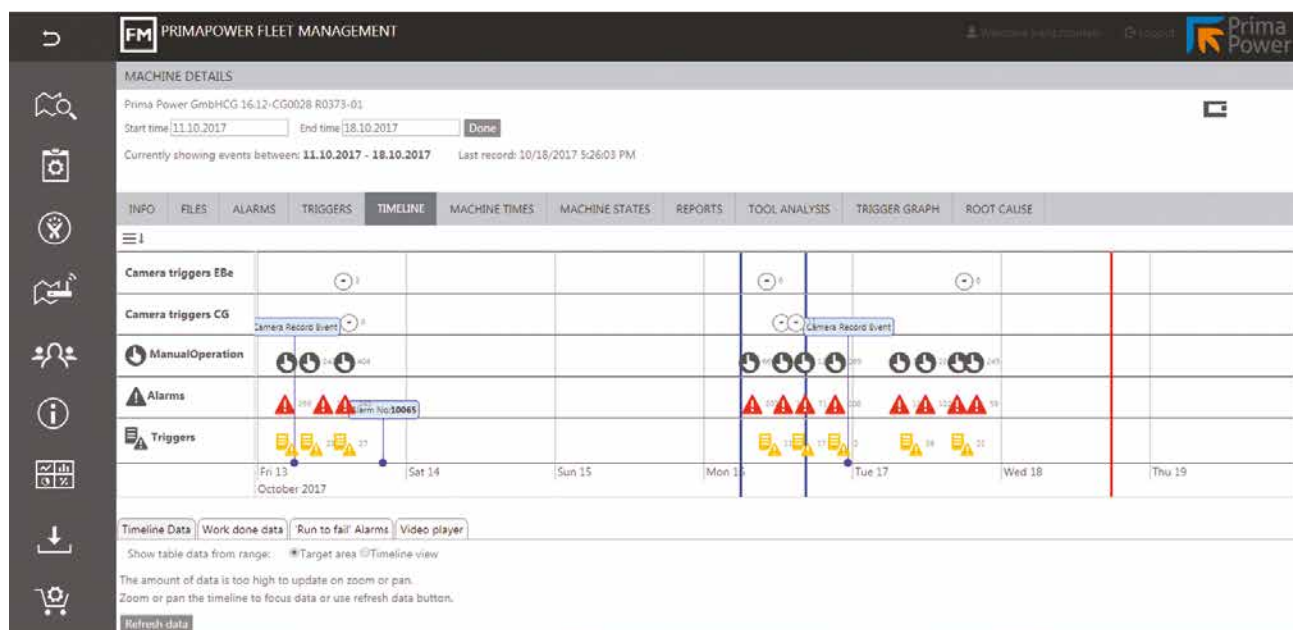 FM PRIMAPOWER FLEET MANAGEMENT
Logout
Prima Power
MACHINE DETAILS
Prima Power GmbHCG 16.12-CG0028 R0373-01
Start time 11.10.2017 End time 18.10.2017 Done
Currently showing events between: 11.10.2017 - 18.10.2017 Last record: 10/18/2017 5:26:03 PM
INFO FILES ALARMS TRIGGERS TIMELINE MACHINE TIMES MACHINE STATES REPORTS TOOL ANALYSIS TRIGGER GRAPH ROOT CAUSE
Camera triggers EBe
Camera triggers CG
Camera Record Event
Camera Record Event
ManualOperation
Alarms
Alarm No:10065
Triggers
Fri 13 Sat 14 Sun 15 Mon 16 Tue 17 Wed 18 Thu 19
October 2017
Timeline Data Work done data 'Run to fail' Alarms Video player
Show table data from range: Target area Timeline view
The amount of data is too high to update on zoom or pan.
Zoom or pan the timeline to focus data or use refresh data button.
Refresh data